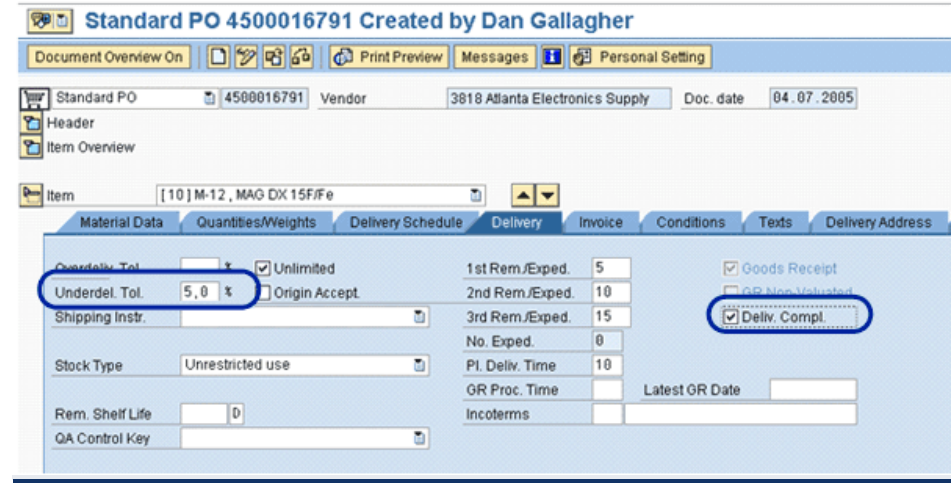 Standard PO 4500016791 Created by Dan Gallagher
Document Overview On Print Preview Messages Personal Setting
Standard PO 4500016791 Vendor 3818 Atlanta Electronics Supply Doc. date 04.07.2005
Header
Item Overview
Item [ 10 ] M-12 , MAG DX 15F/Fe
Material Data Quantities/Weights Delivery Schedule Delivery Invoice Conditions Texts Delivery Address
Overdeliv. Tol. % Unlimited 1st Rem./Exped. 5 Goods Receipt
Underdel. Tol. 5,0 % Origin Accept. 2nd Rem./Exped. 10 GR Non-Valuated
Shipping Instr. 3rd Rem./Exped. 15 Deliv. Compl.
No. Exped. 0
Stock Type Unrestricted use Pl. Deliv. Time 10
GR Proc. Time Latest GR Date
Rem. Shelf Life D Incoterms
QA Control Key